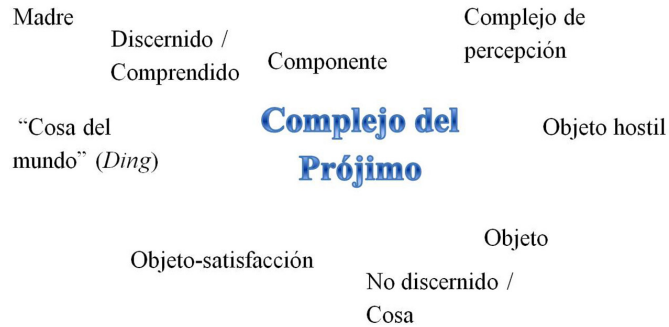 Madre
Discernido /
Comprendido
Componente
Complejo de
percepción
“Cosa del
mundo” (Ding)
Complejo del
Prójimo
Objeto hostil
Objeto-satisfacción
Objeto
No discernido /
Cosa